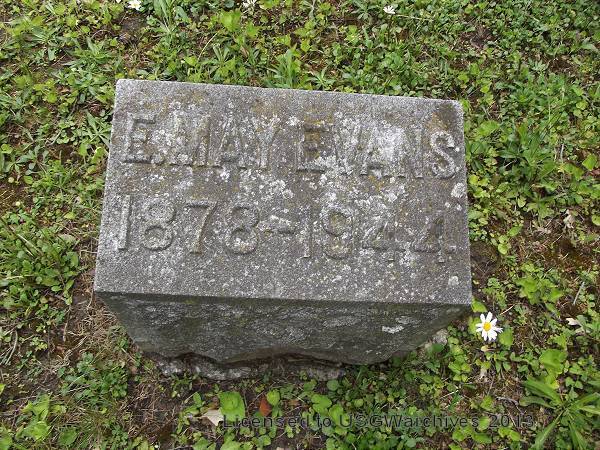 E. MAY EVANS
1878-1944
Licensed to USGWarchives 2013